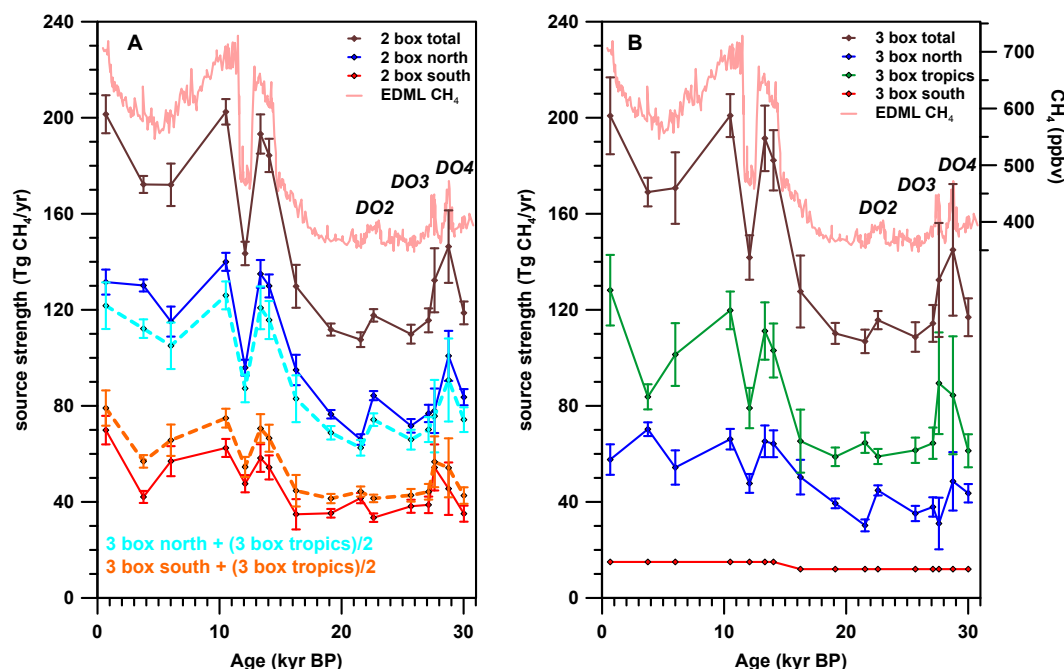 A
2 box total
2 box north
2 box south
EDML CH₄
DO2
DO3
DO4
3 box north + (3 box tropics)/2
3 box south + (3 box tropics)/2
source strength (Tg CH₄/yr)
240
200
160
120
80
40
0
0
10
20
30
Age (kyr BP)
B
3 box total
3 box north
3 box tropics
3 box south
EDML CH₄
DO2
DO3
DO4
source strength (Tg CH₄/yr)
240
200
160
120
80
40
0
0
10
20
30
Age (kyr BP)
700
600
500
400
CH₄ (ppbv)